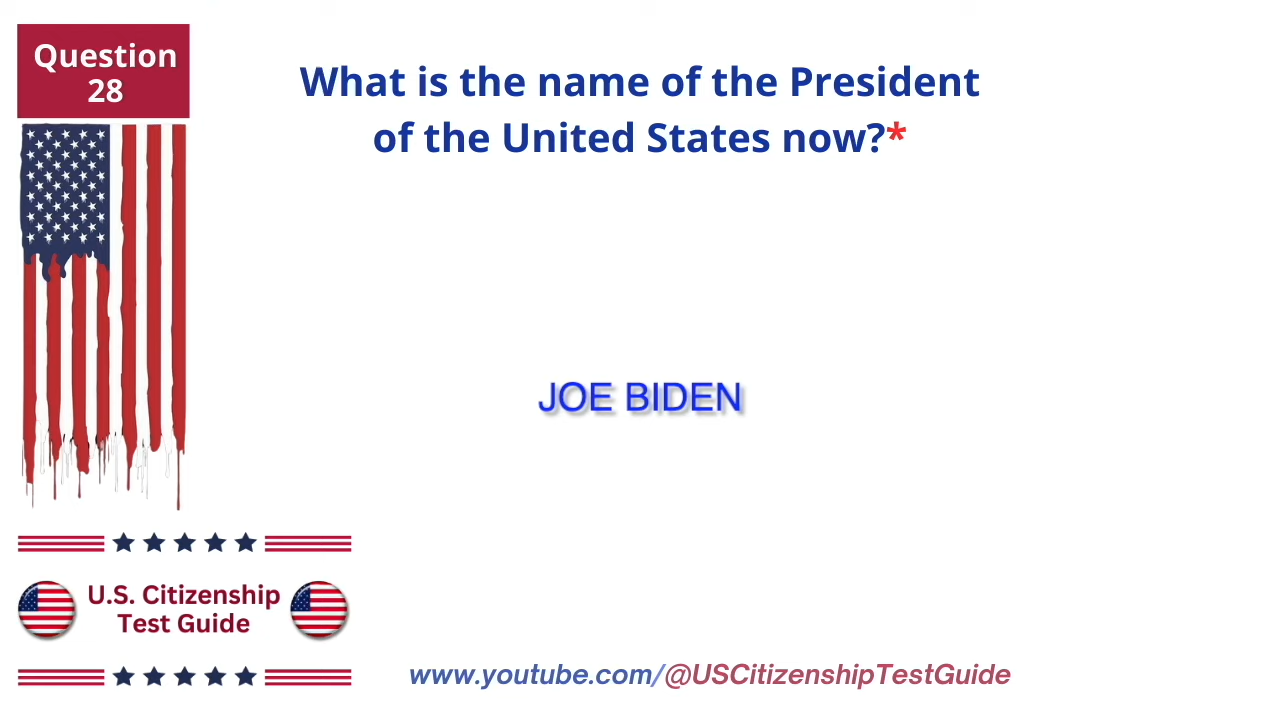 Question
28
What is the name of the President
of the United States now?*
JOE BIDEN
U.S. Citizenship
Test Guide
www.youtube.com/@USCitizenshipTestGuide